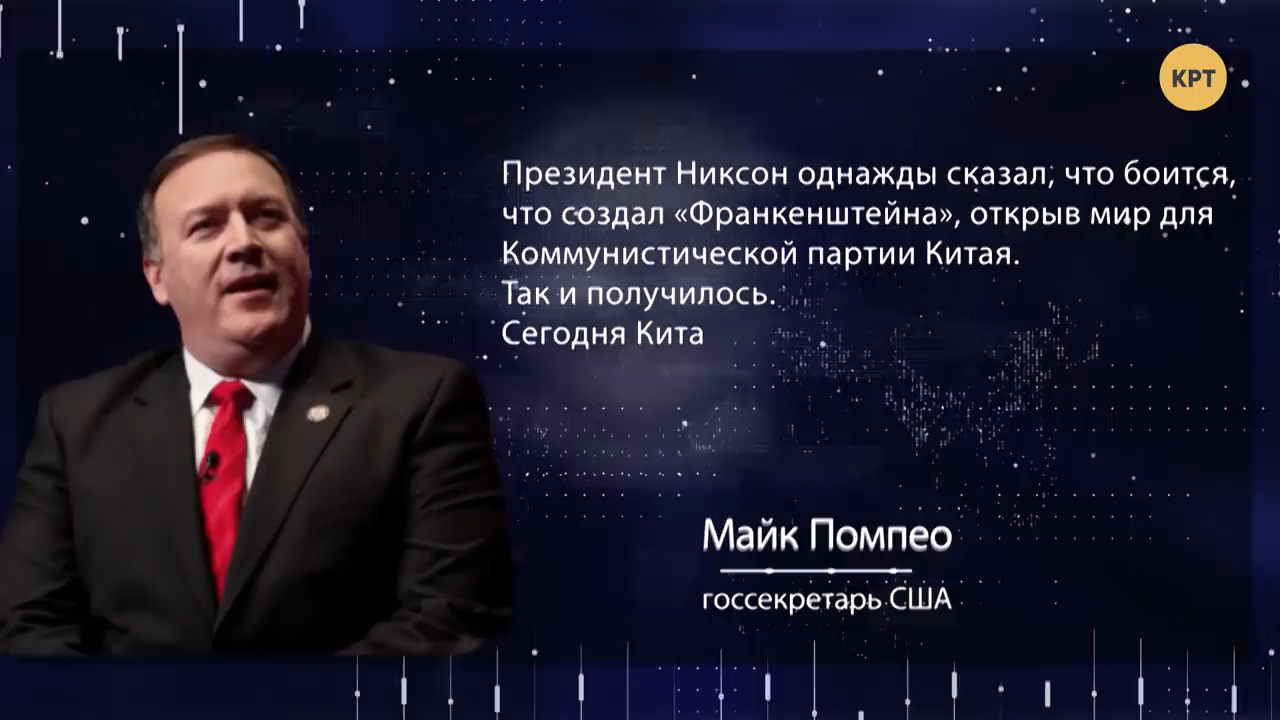 КРТ
Президент Никсон однажды сказал, что боится,
что создал «Франкенштейна», открыв мир для
Коммунистической партии Китая.
Так и получилось.
Сегодня Кита
Майк Помпео
госсекретарь США